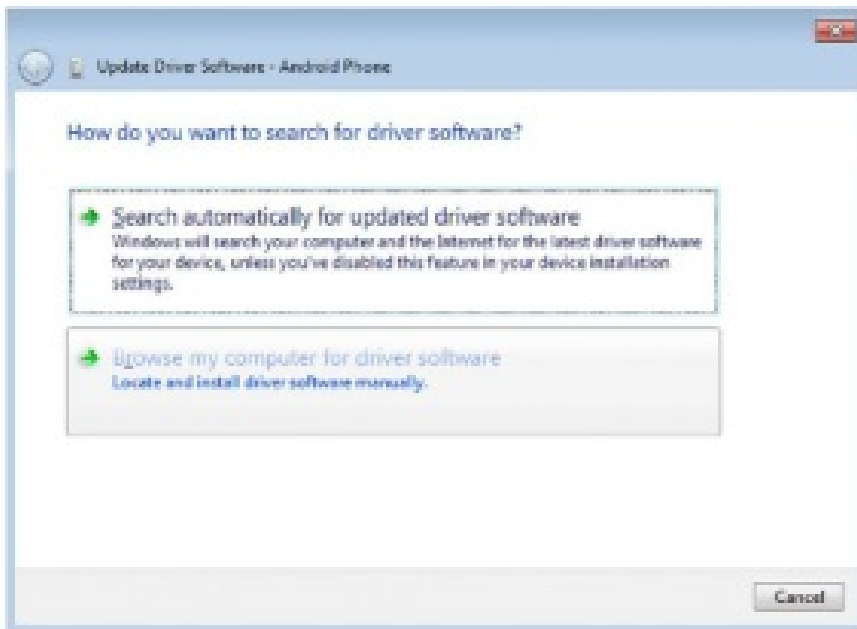 Update Driver Software - Android Phone
How do you want to search for driver software?
Search automatically for updated driver software
Windows will search your computer and the Internet for the latest driver software
for your device, unless you've disabled this feature in your device installation
settings.
Browse my computer for driver software
Locate and install driver software manually.
Cancel